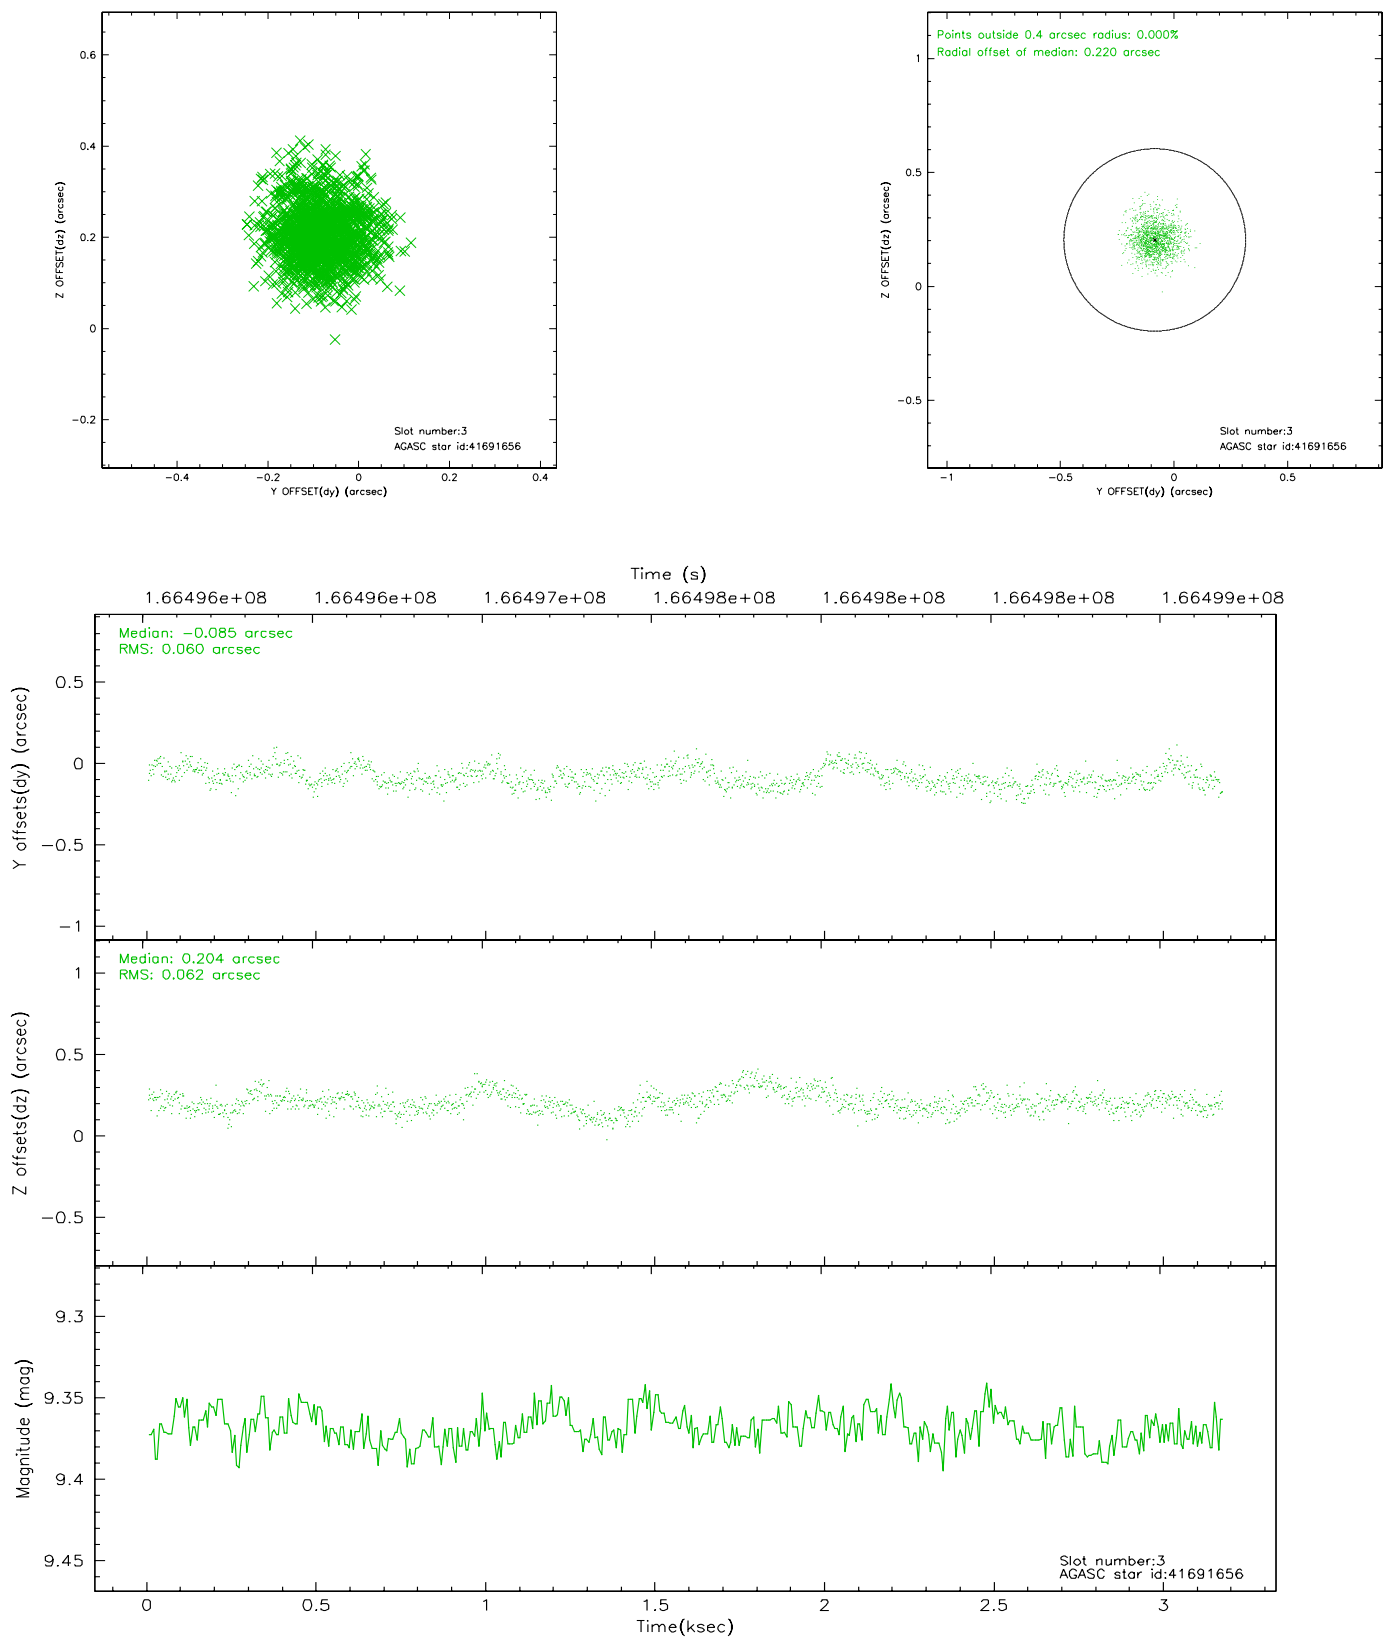 0.6
0.4
0.2
0
−0.2
Z OFFSET(dz) (arcsec)
Slot number:3
AGASC star id:41691656
−0.4 −0.2 0 0.2 0.4
Y OFFSET(dy) (arcsec)
Points outside 0.4 arcsec radius: 0.000%
Radial offset of median: 0.220 arcsec
1
0.5
0
−0.5
Z OFFSET(dz) (arcsec)
Slot number:3
AGASC star id:41691656
−1 −0.5 0 0.5
Y OFFSET(dy) (arcsec)
Time (s)
1.66496e+08 1.66496e+08 1.66497e+08 1.66498e+08 1.66498e+08 1.66498e+08 1.66499e+08
Median: −0.085 arcsec
RMS: 0.060 arcsec
0.5
0
−0.5
−1
Y offsets(dy) (arcsec)
Median: 0.204 arcsec
RMS: 0.062 arcsec
1
0.5
0
−0.5
Z offsets(dz) (arcsec)
9.3
9.35
9.4
9.45
Magnitude (mag)
Slot number:3
AGASC star id:41691656
0 0.5 1 1.5 2 2.5 3
Time(ksec)